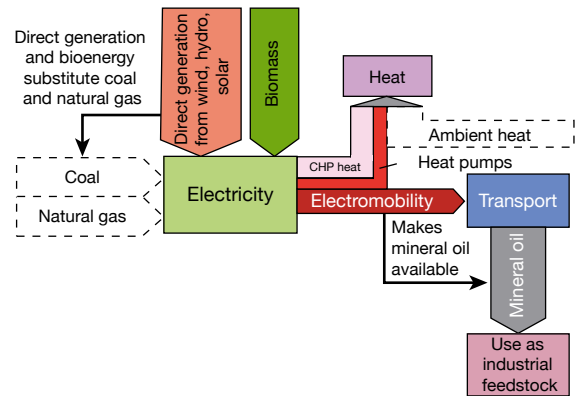 Direct generation
and bioenergy
substitute coal
and natural gas
Direct generation
from wind, hydro,
solar
Biomass
Heat
Ambient heat
CHP heat
Heat pumps
Coal
Natural gas
Electricity
Electromobility
Transport
Makes
mineral oil
available
Mineral oil
Use as
industrial
feedstock